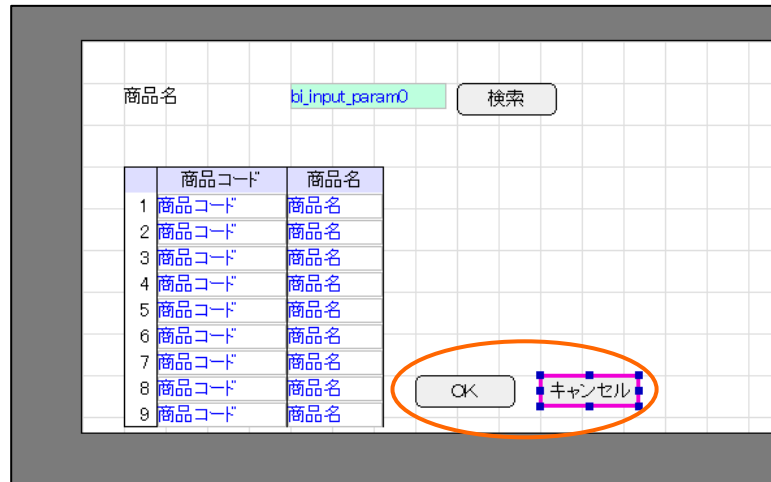 商品名 bi_input_param0 検索
商品コード 商品名
1 商品コード 商品名
2 商品コード 商品名
3 商品コード 商品名
4 商品コード 商品名
5 商品コード 商品名
6 商品コード 商品名
7 商品コード 商品名
8 商品コード 商品名 OK キャンセル
9 商品コード 商品名